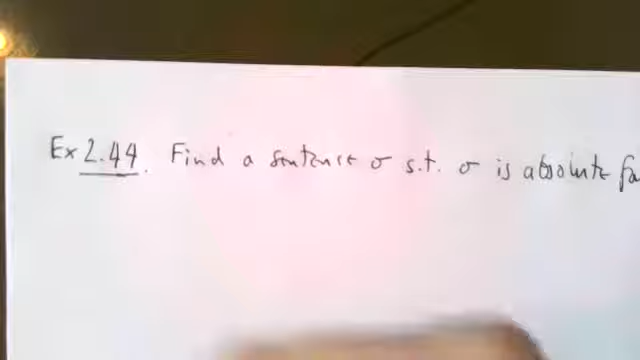 Ex 2.44. Find a sentence σ s.t. σ is absolute